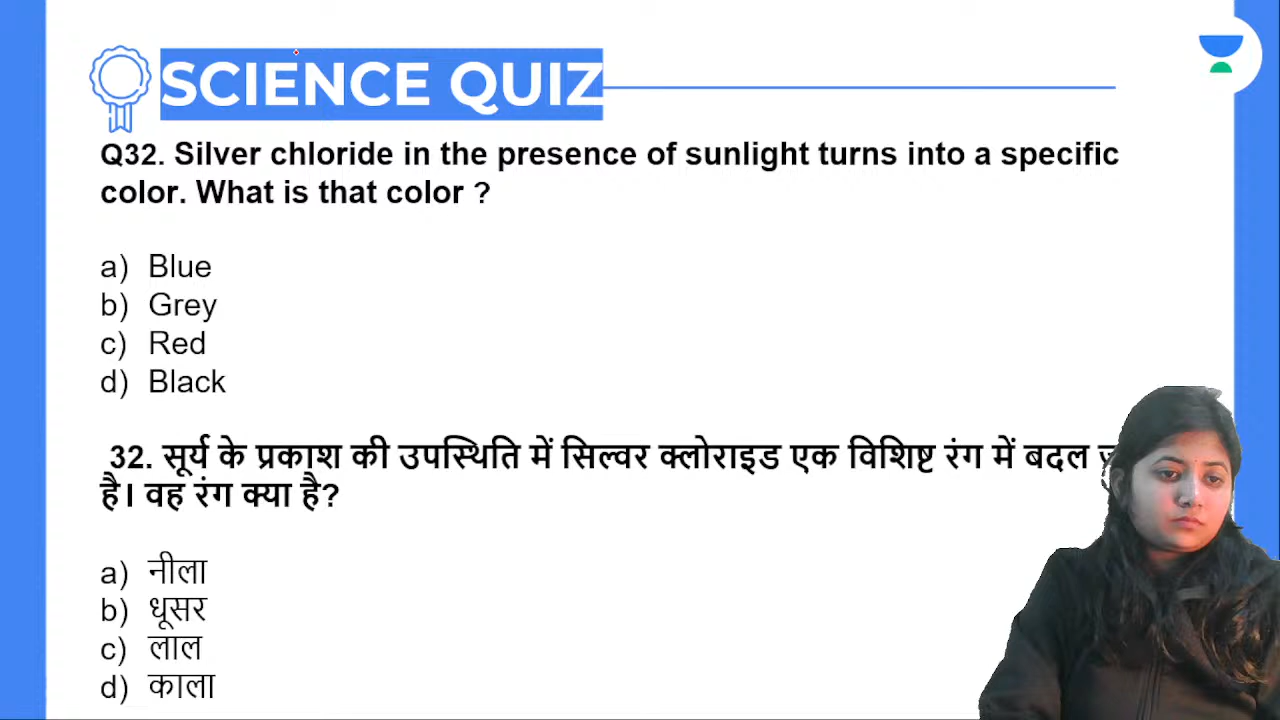 SCIENCE QUIZ
Q32. Silver chloride in the presence of sunlight turns into a specific
color. What is that color ?
a) Blue
b) Grey
c) Red
d) Black
32. सूर्य के प्रकाश की उपस्थिति में सिल्वर क्लोराइड एक विशिष्ट रंग में बदल
है। वह रंग क्या है?
a) नीला
b) धूसर
c) लाल
d) काला